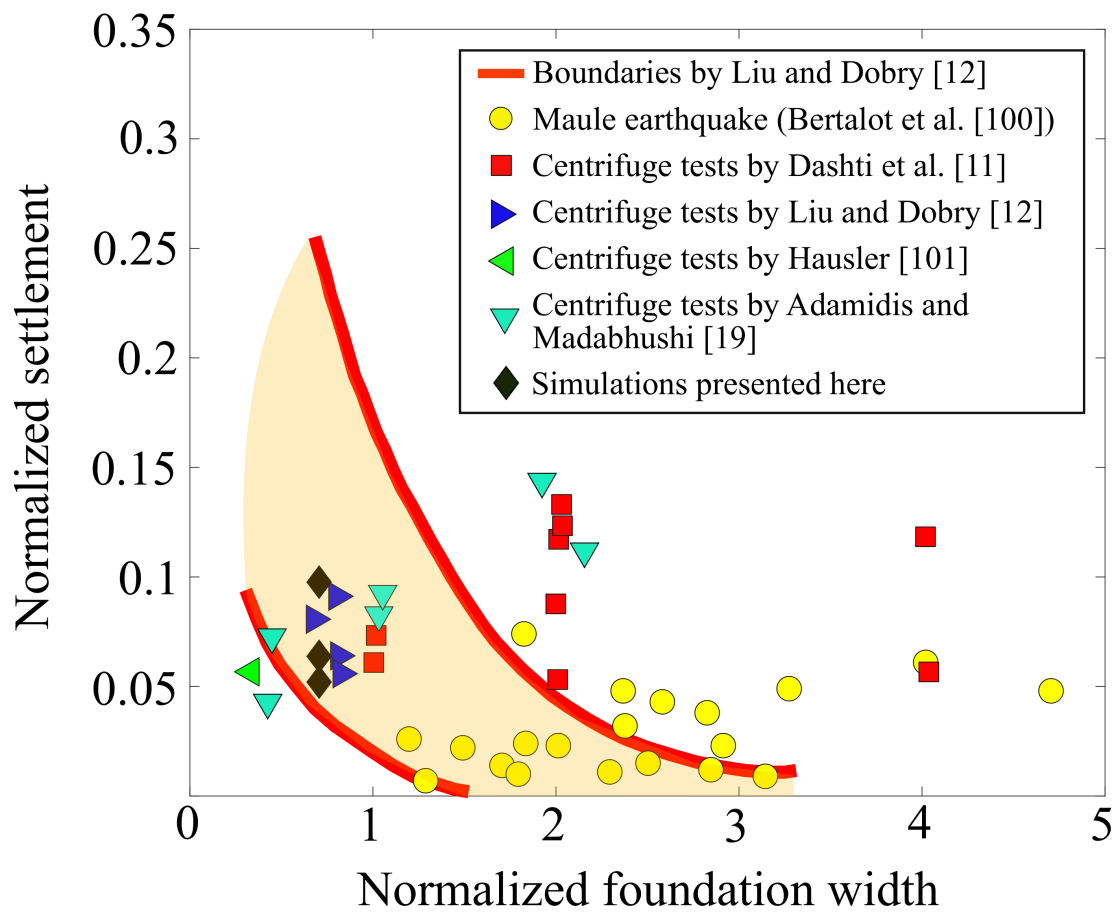 0.35
0.3
0.25
0.2
0.15
0.1
0.05
Normalized settlement
Boundaries by Liu and Dobry [12]
Maule earthquake (Bertalot et al. [100])
Centrifuge tests by Dashti et al. [11]
Centrifuge tests by Liu and Dobry [12]
Centrifuge tests by Hausler [101]
Centrifuge tests by Adamidis and
Madabhushi [19]
Simulations presented here
0 1 2 3 4 5
Normalized foundation width